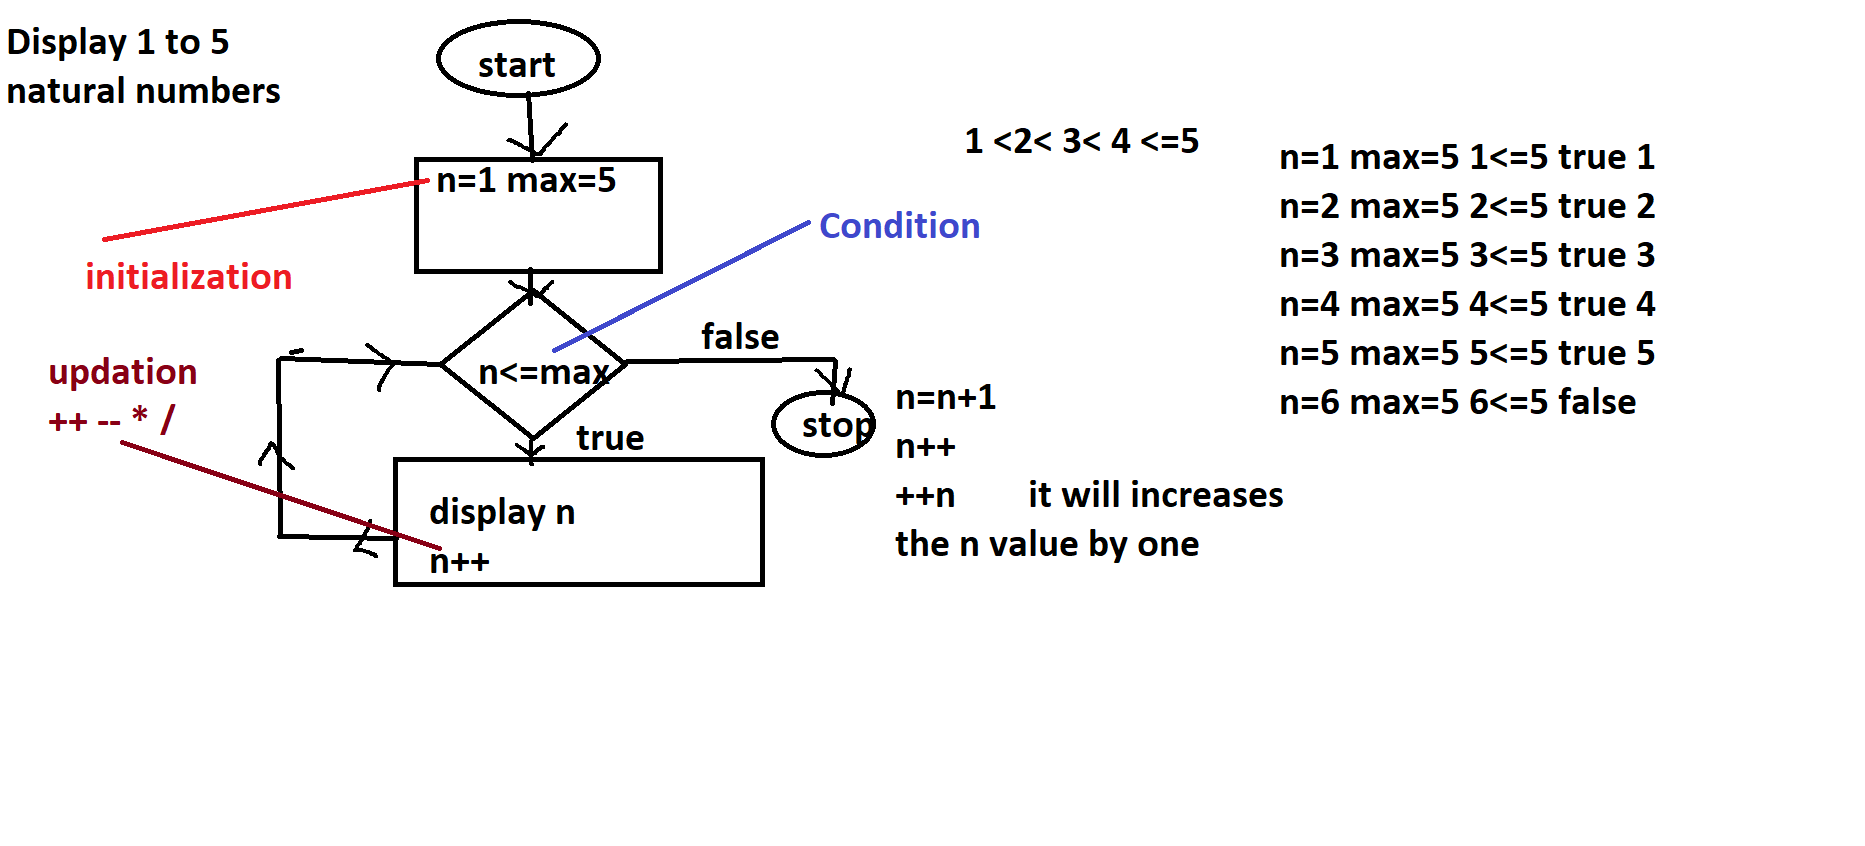 Display 1 to 5
natural numbers
start
n=1 max=5
initialization
Condition
n<=max
false
stop
true
updation
++ -- * /
display n
n++
1 <2< 3< 4 <=5
n=n+1
n++
++n it will increases
the n value by one
n=1 max=5 1<=5 true 1
n=2 max=5 2<=5 true 2
n=3 max=5 3<=5 true 3
n=4 max=5 4<=5 true 4
n=5 max=5 5<=5 true 5
n=6 max=5 6<=5 false